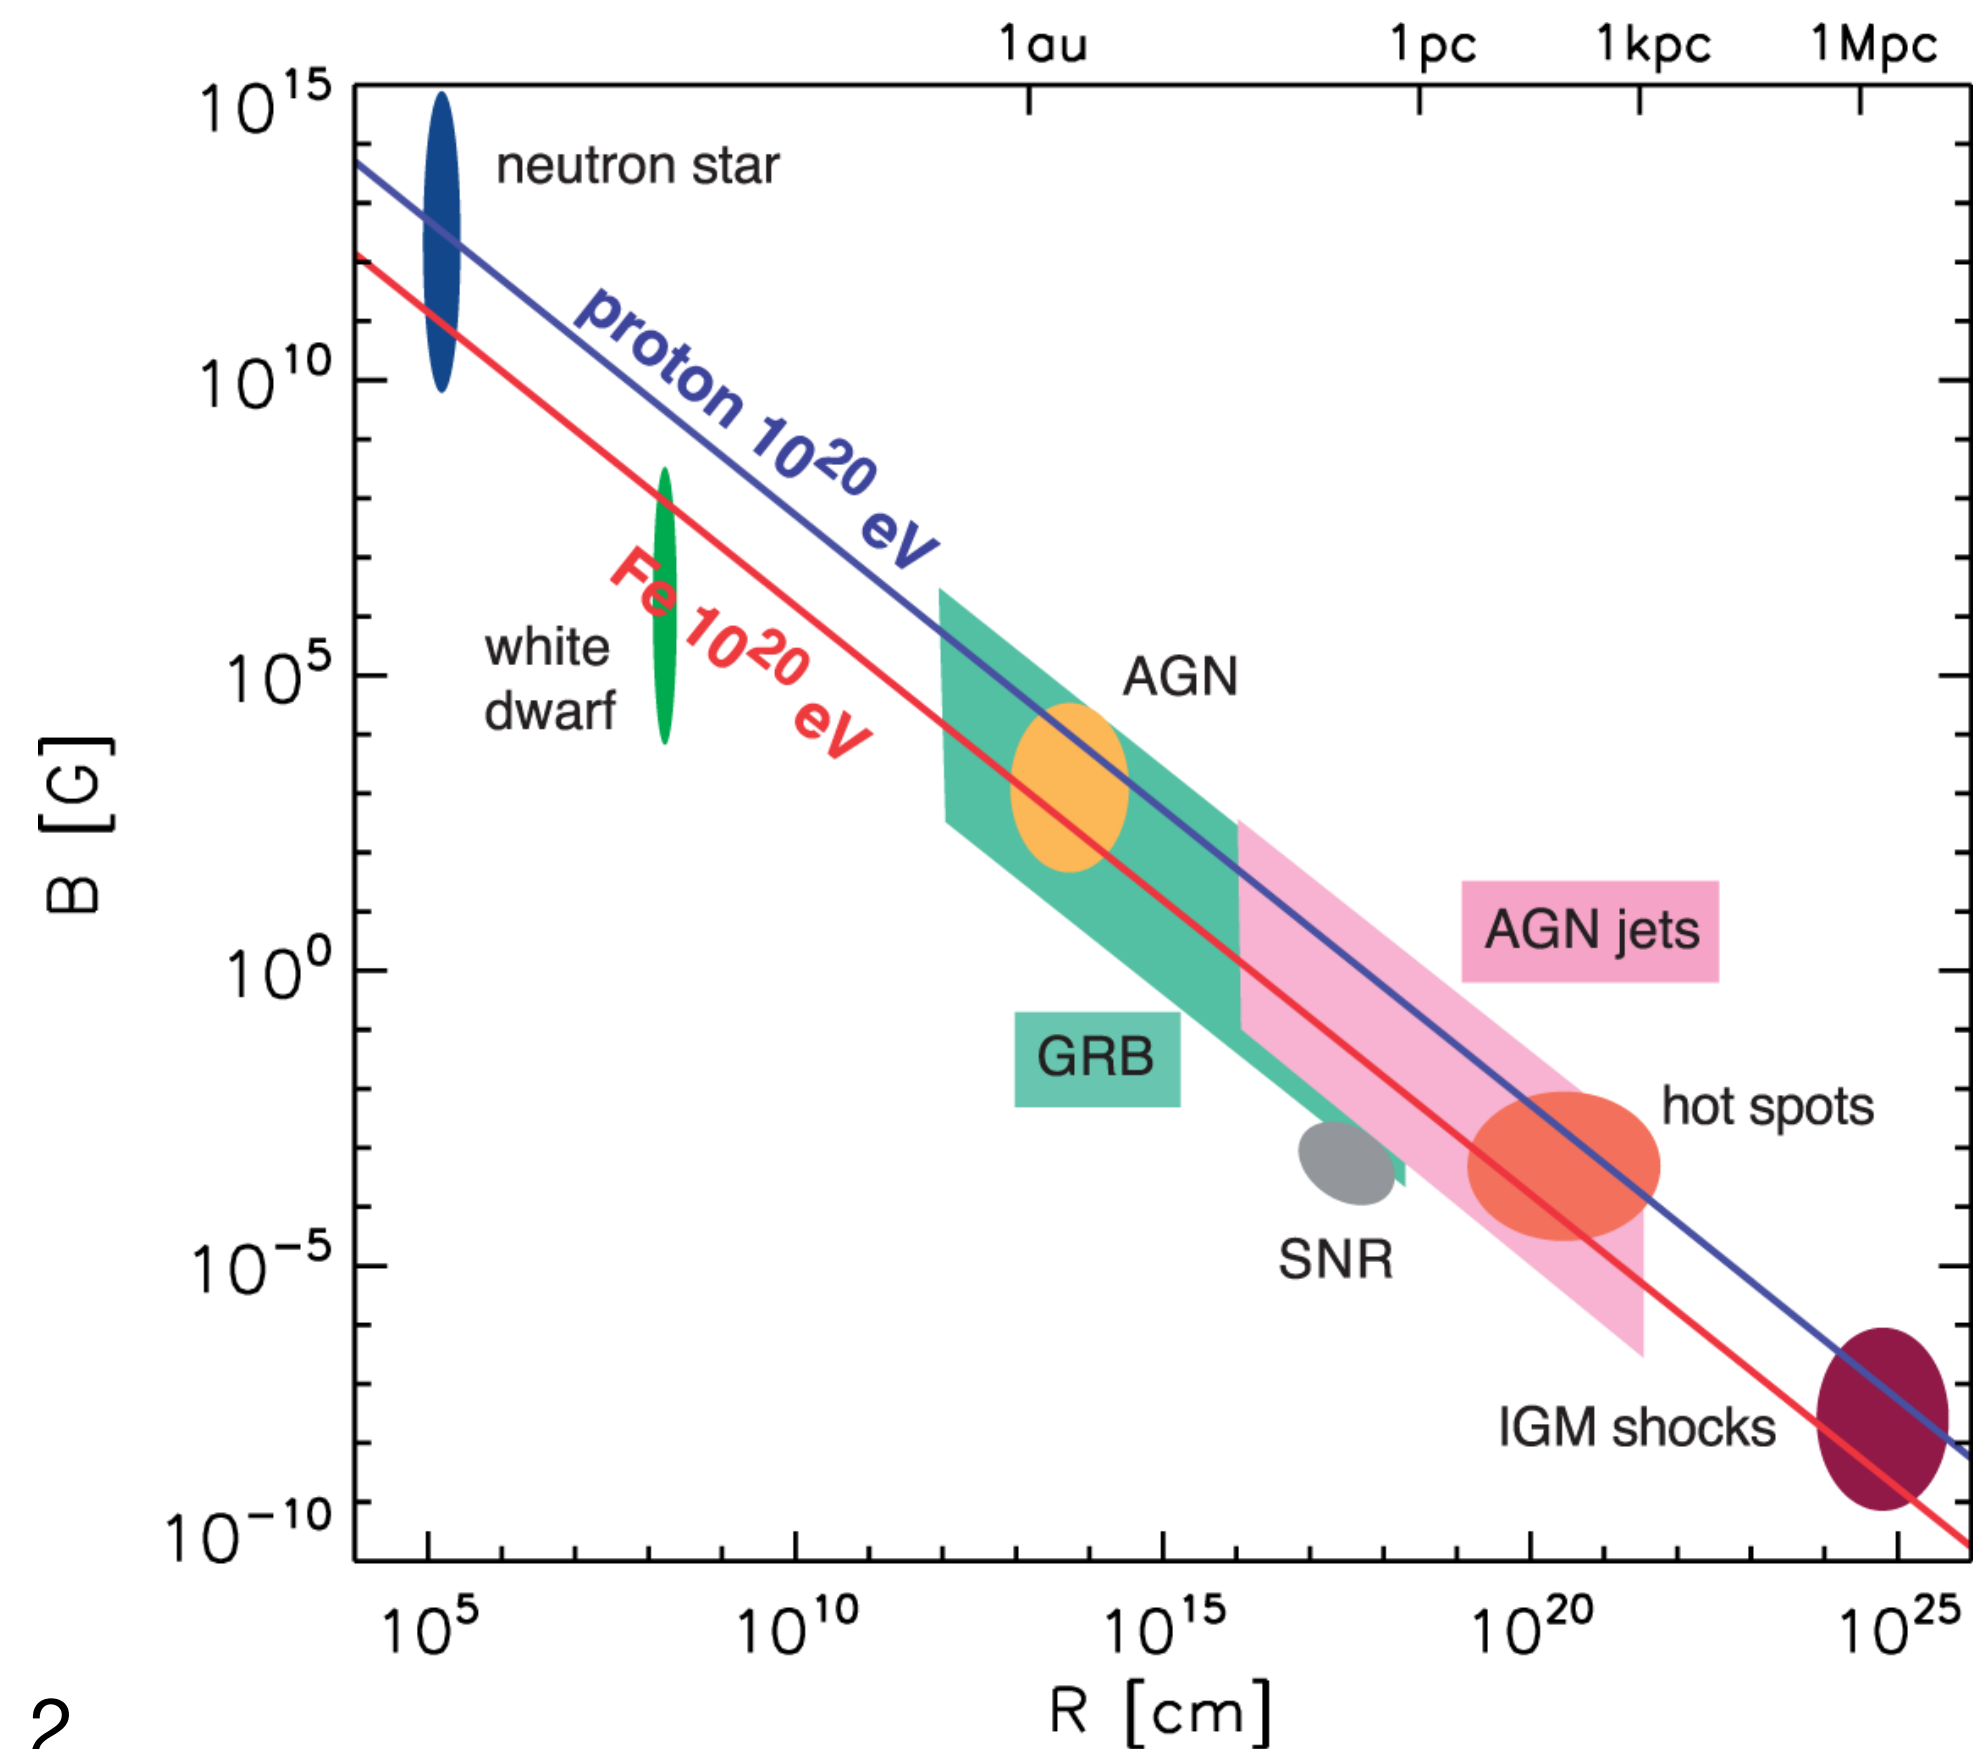 1au 1pc 1kpc 1Mpc
10^15
neutron star
proton 10^20 eV
10^10
Fe 10^20 eV
white
dwarf
10^5
AGN
B [G]
AGN jets
10^0
GRB
hot spots
10^-5
SNR
IGM shocks
10^-10
10^5 10^10 10^15 10^20 10^25
R [cm]
2